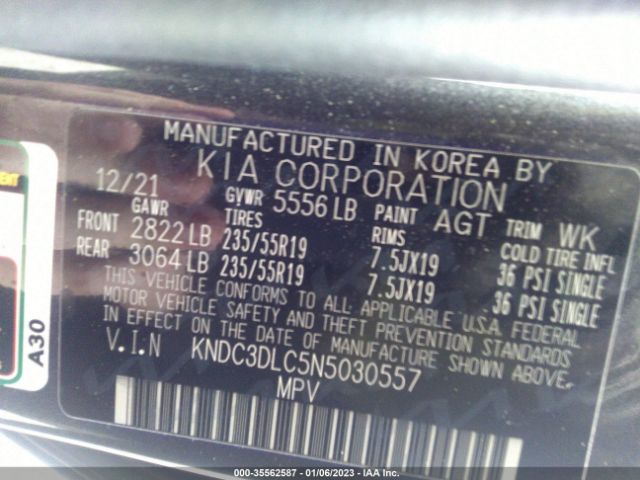 MANUFACTURED IN KOREA BY
KIA CORPORATION
12/21 GVWR 5556 LB PAINT AGT TRIM WK
GAWR TIRES RIMS COLD TIRE INFL
FRONT 2822 LB 235/55R19 7.5JX19 36 PSI SINGLE
REAR 3064 LB 235/55R19 7.5JX19 36 PSI SINGLE
THIS VEHICLE CONFORMS TO ALL APPLICABLE U.S.A. FEDERAL
MOTOR VEHICLE SAFETY AND THEFT PREVENTION STANDARDS
IN EFFECT ON THE DATE OF MANUFACTURE SHOWN ABOVE.
V.I.N KNDC3DLC5N5030557
MPV
A30
000-35562587 - 01/06/2023 - IAA Inc.